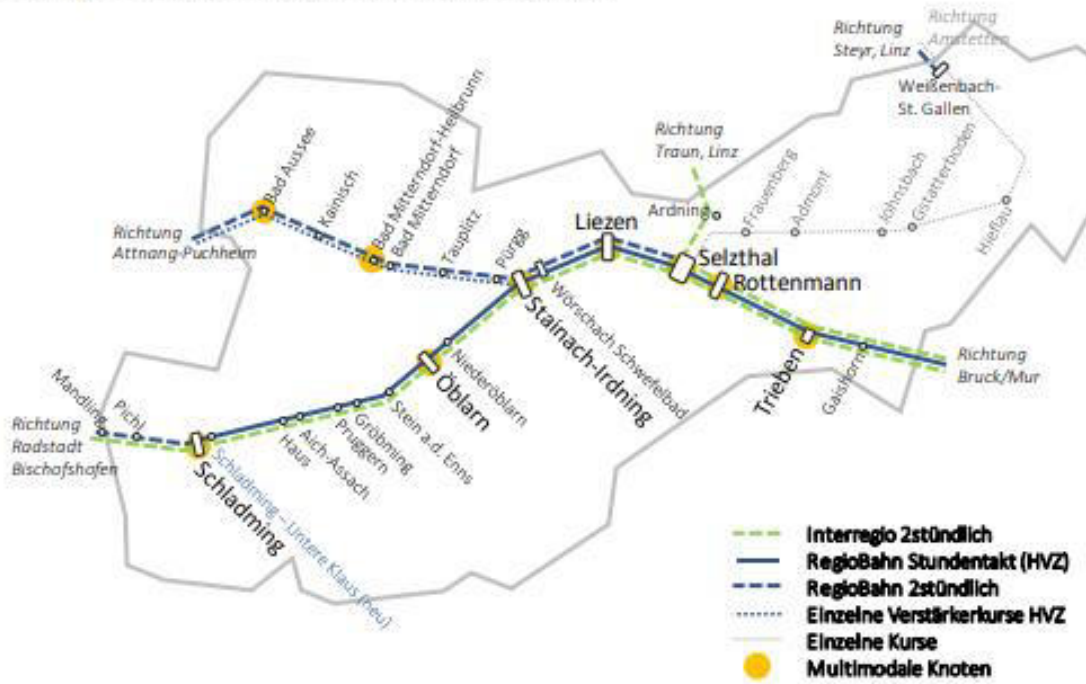 Richtung
Amstetten
Richtung
Steyr, Linz
Weißenbach-
St. Gallen
Richtung
Traun, Linz
Ardning
Frauenberg
Admont
Johnsbach
Gstatterboden
Hieflau
Bad Aussee
Kainisch
Bad Mitterndorf-Heilbrunn
Bad Mitterndorf
Tauplitz
Pürgg
Richtung
Attnang-Puchheim
Liezen
Selzthal
Rottenmann
Wörschach Schwefelbad
Stainach-Irdning
Niederöblarn
Öblarn
Trieben
Gaishorn
Richtung
Bruck/Mur
Mandling
Pichl
Richtung
Radstadt
Bischofshofen
Stein a.d. Enns
Gröbming
Pruggern
Aich-Assach
Haus
Schladming – Untere Klaus (neu)
Schladming
Interregio 2stündlich
RegioBahn Stundentakt (HVZ)
RegioBahn 2stündlich
Einzelne Verstärkerkurse HVZ
Einzelne Kurse
Multimodale Knoten